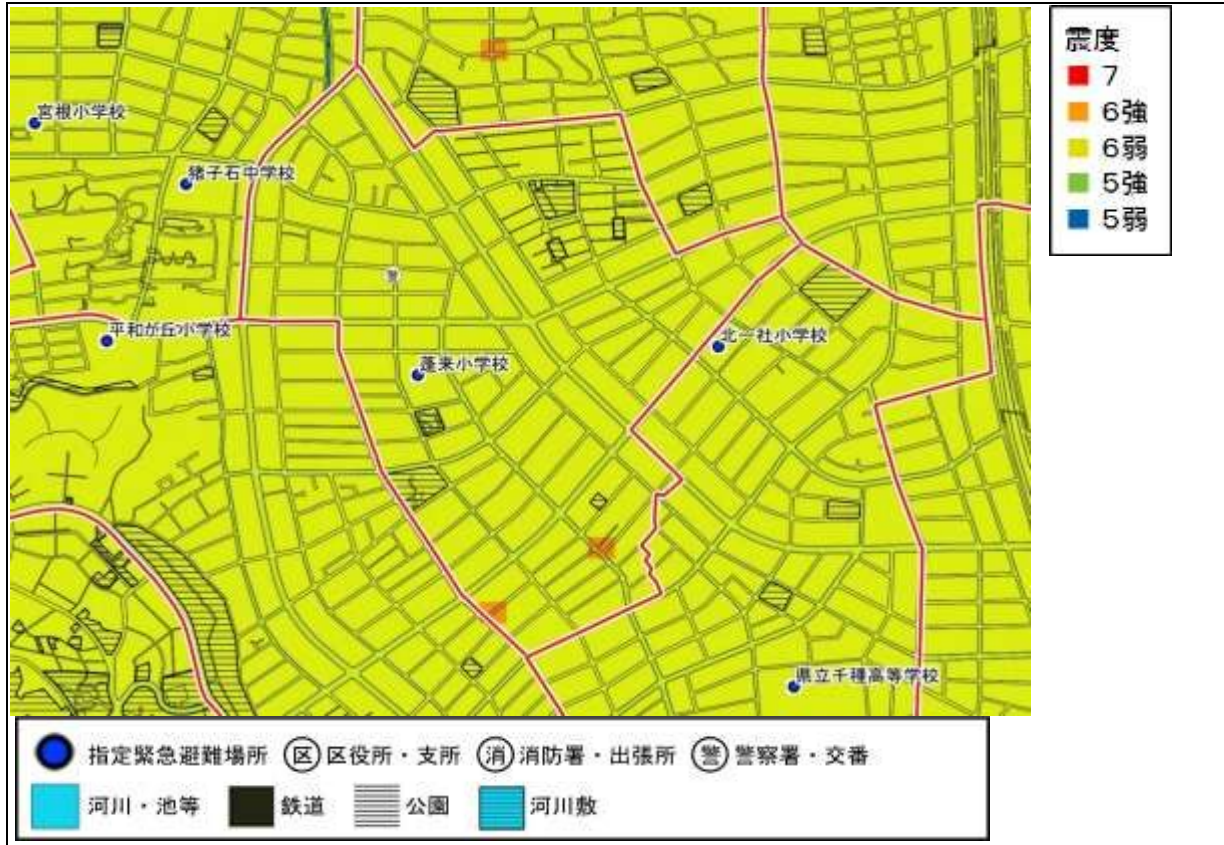 震度
7
6強
6弱
5強
5弱
宮根小学校
猪子石中学校
警
平和が丘小学校
北一社小学校
蓬来小学校
県立千種高等学校
指定緊急避難場所 区 区役所・支所 消 消防署・出張所 警 警察署・交番
河川・池等 鉄道 公園 河川敷